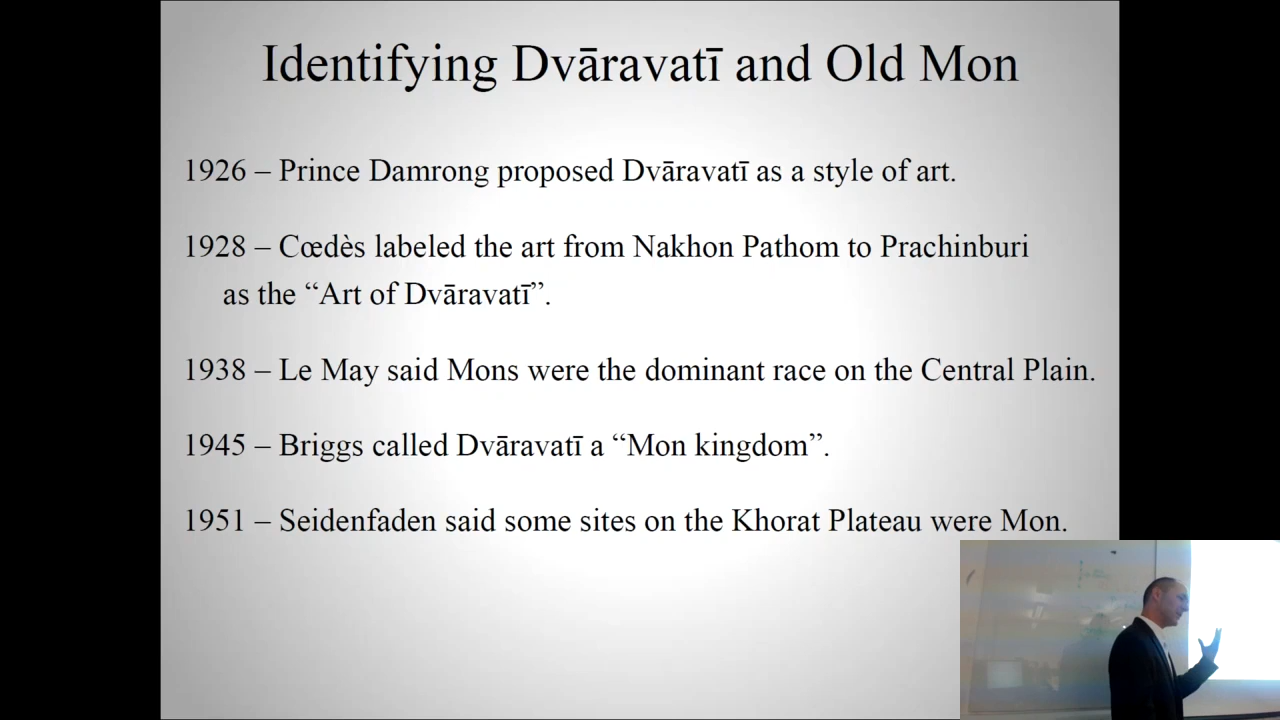 Identifying Dvāravatī and Old Mon
1926 – Prince Damrong proposed Dvāravatī as a style of art.
1928 – Cœdès labeled the art from Nakhon Pathom to Prachinburi
as the “Art of Dvāravatī”.
1938 – Le May said Mons were the dominant race on the Central Plain.
1945 – Briggs called Dvāravatī a “Mon kingdom”.
1951 – Seidenfaden said some sites on the Khorat Plateau were Mon.